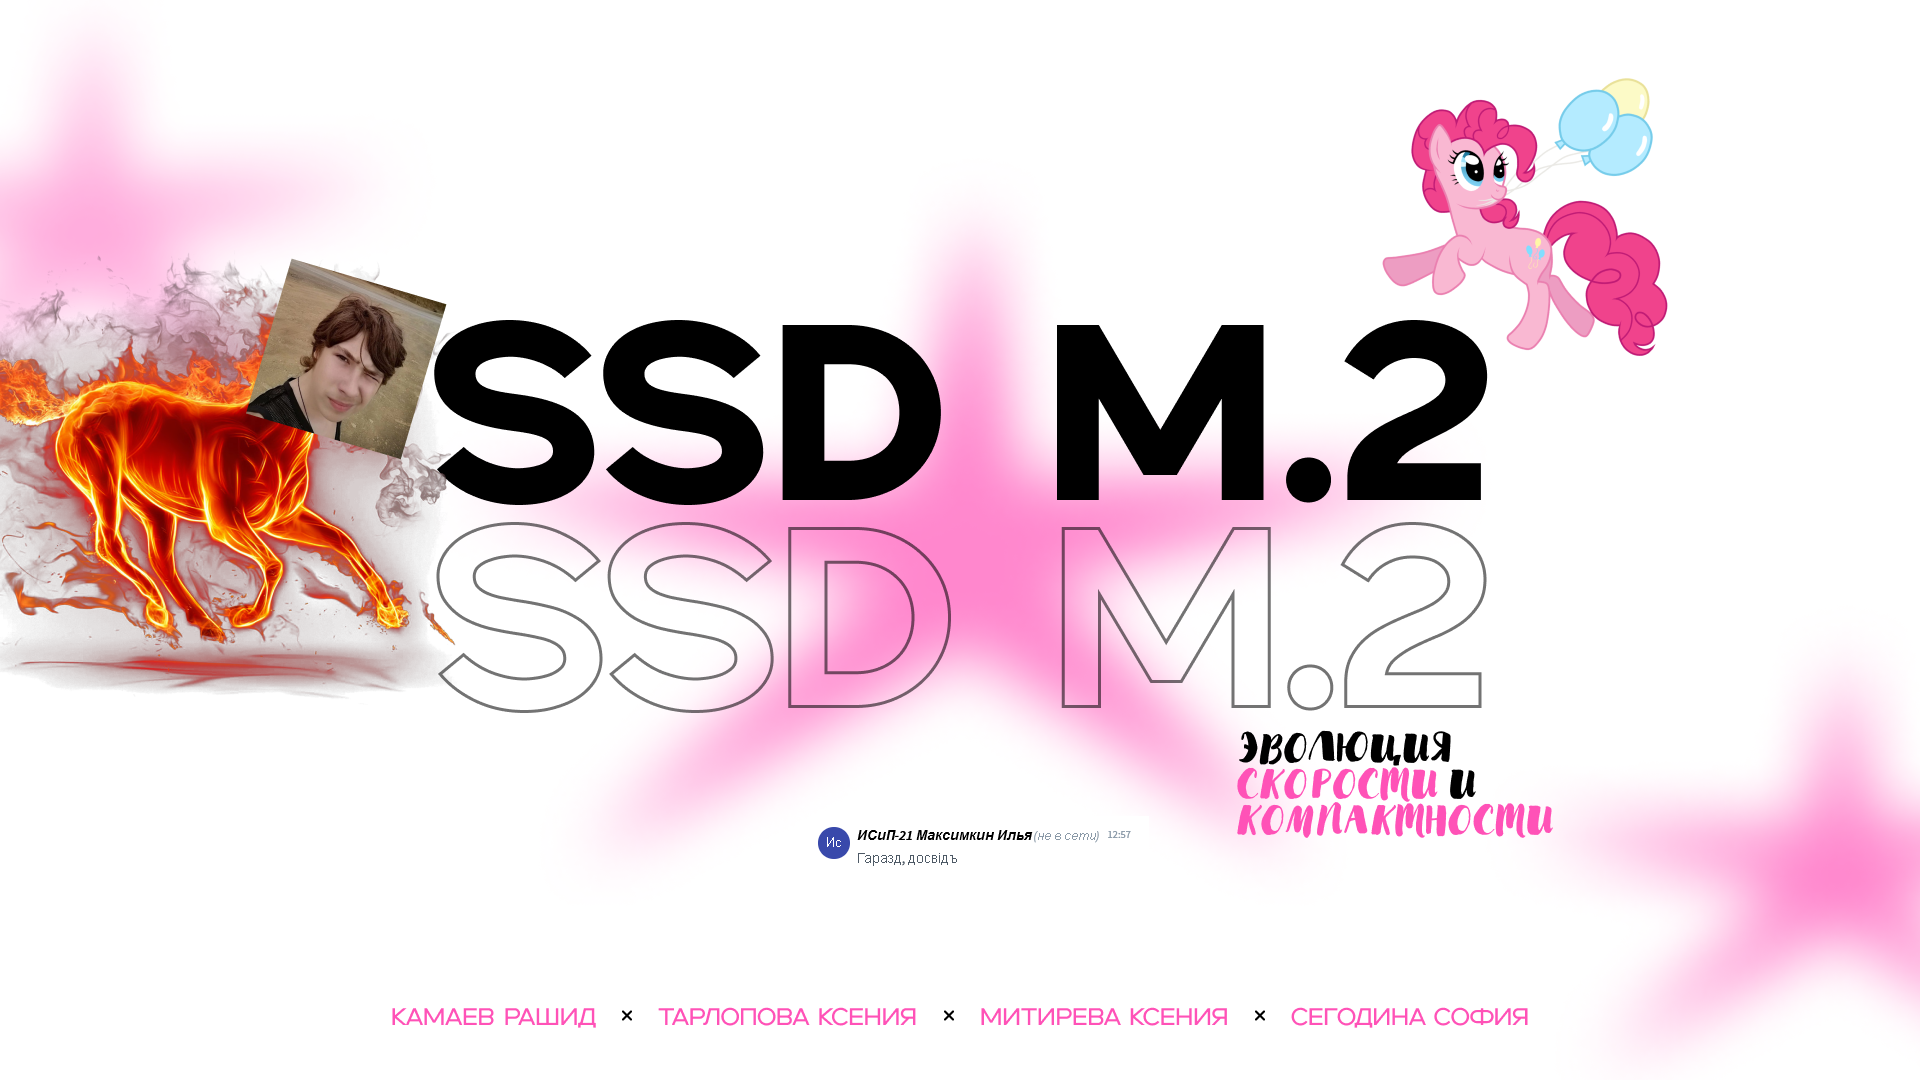 SSD M.2
SSD M.2
ЭВОЛЮЦИЯ
СКОРОСТИ И
КОМПАКТНОСТИ
Ис
ИСиП-21 Максимкин Илья (не в сети) 12:57
Гаразд, досвідъ
КАМАЕВ РАШИД × ТАРЛОПОВА КСЕНИЯ × МИТИРЕВА КСЕНИЯ × СЕГОДИНА СОФИЯ